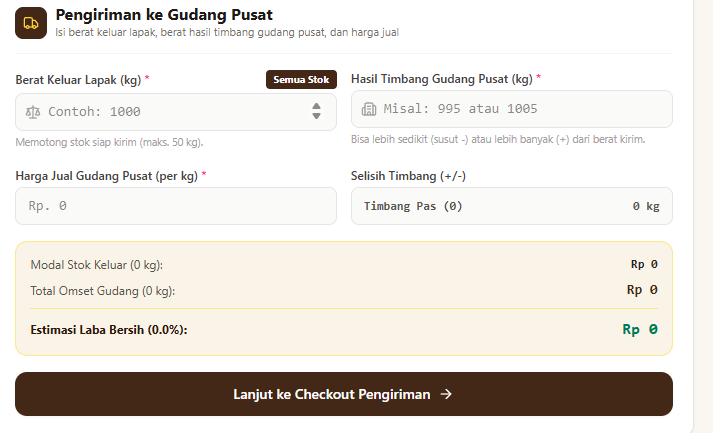 Pengiriman ke Gudang Pusat
Isi berat keluar lapak, berat hasil timbang gudang pusat, dan harga jual
Berat Keluar Lapak (kg) *
Semua Stok
Hasil Timbang Gudang Pusat (kg) *
Contoh: 1000
Misal: 995 atau 1005
Memotong stok siap kirim (maks. 50 kg).
Bisa lebih sedikit (susut -) atau lebih banyak (+) dari berat kirim.
Harga Jual Gudang Pusat (per kg) *
Selisih Timbang (+/-)
Rp. 0
Timbang Pas (0) 0 kg
Modal Stok Keluar (0 kg): Rp 0
Total Omset Gudang (0 kg): Rp 0
Estimasi Laba Bersih (0.0%): Rp 0
Lanjut ke Checkout Pengiriman →